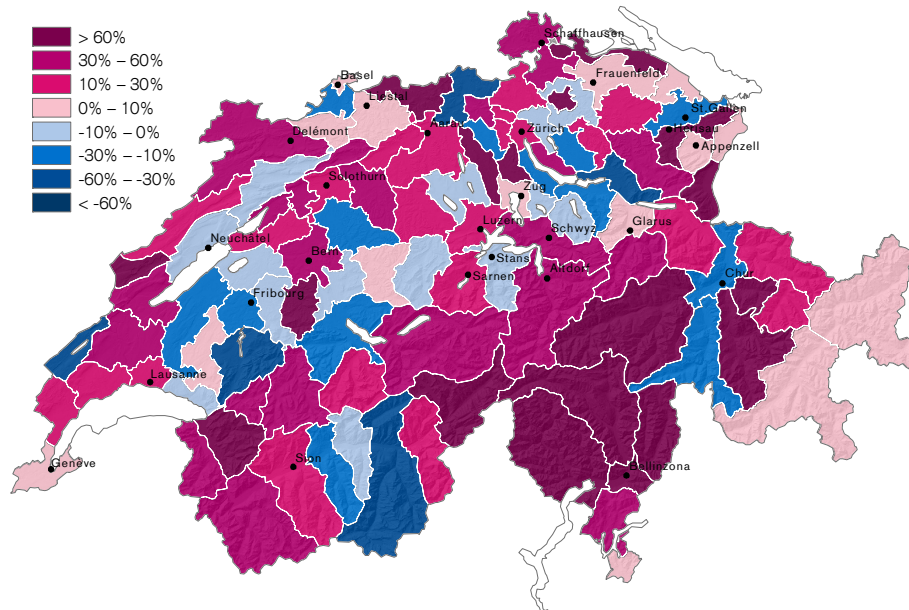 > 60%
30% – 60%
10% – 30%
0% – 10%
-10% – 0%
-30% – -10%
-60% – -30%
< -60%
Schaffhausen
Basel
Frauenfeld
Liestal
St.Gallen
Aarau
Zürich
Herisau
Delémont
Appenzell
Solothurn
Zug
Luzern
Glarus
Schwyz
Neuchâtel
Bern
Stans
Sarnen
Altdorf
Chur
Fribourg
Lausanne
Sion
Genève
Bellinzona